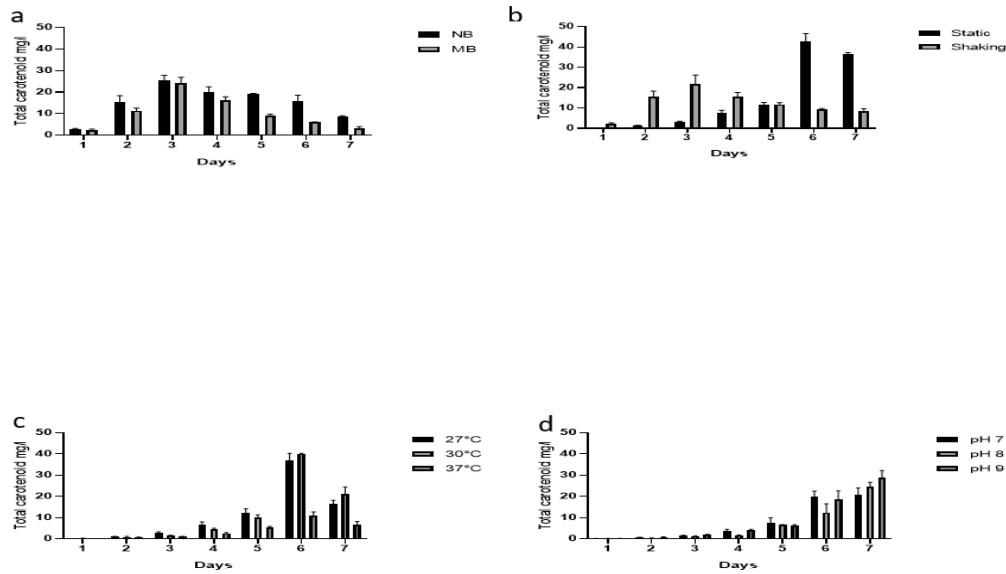 a
Total carotenoid mg/l
50
40
30
20
10
0
1 2 3 4 5 6 7
Days
NB
MB
b
Total carotenoid mg/l
50
40
30
20
10
0
1 2 3 4 5 6 7
Days
Static
Shaking
c
Total carotenoid mg/l
50
40
30
20
10
0
1 2 3 4 5 6 7
Days
27°C
30°C
37°C
d
Total carotenoid mg/l
50
40
30
20
10
0
1 2 3 4 5 6 7
Days
pH 7
pH 8
pH 9